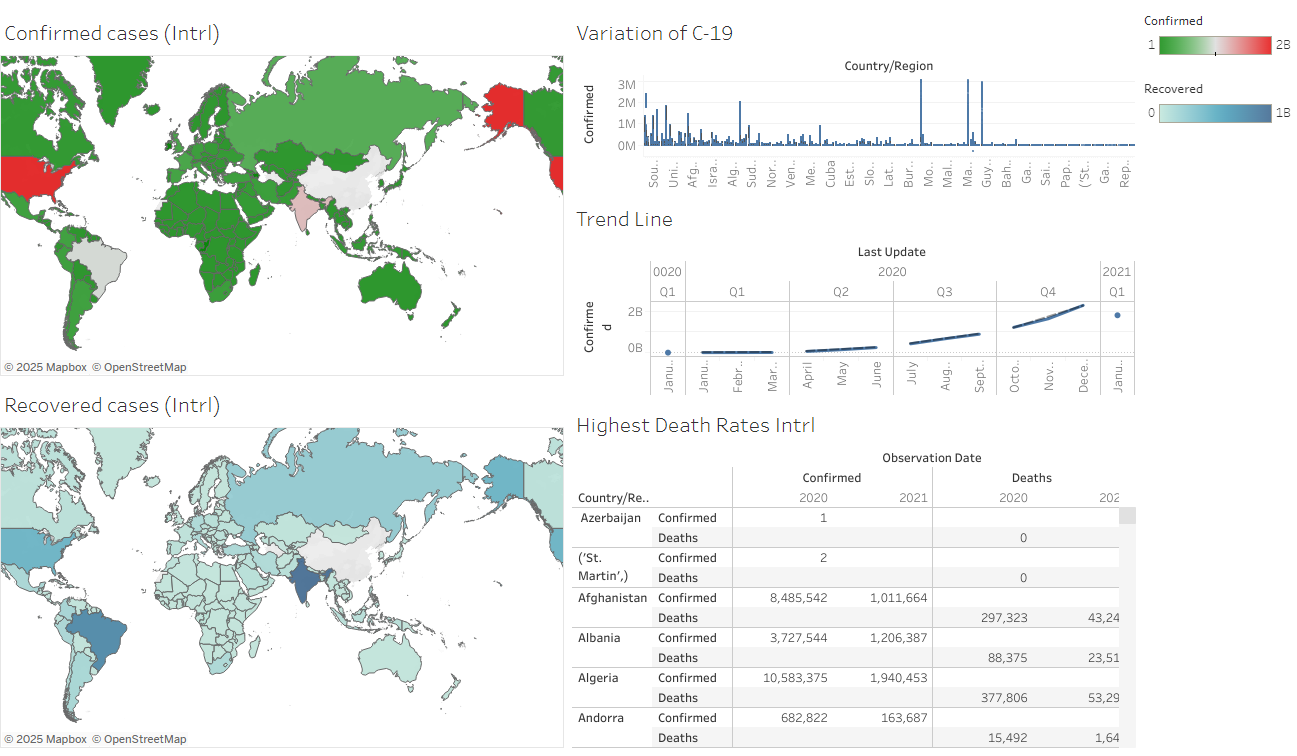 Confirmed cases (Intrl)
© 2025 Mapbox © OpenStreetMap
Recovered cases (Intrl)
© 2025 Mapbox © OpenStreetMap
Variation of C-19
Country/Region
Confirmed
3M
2M
1M
0M
Sou.. Uni.. Afg.. Isra.. Alg.. Sud.. Nor.. Ven.. Me.. Cuba Est.. Slo.. Lat.. Bur.. Mo.. Mal.. Ma.. Guy.. Bah.. Ga.. Sai.. Pap.. ('St. Ga.. Rep..
Trend Line
Last Update
0020 2020 2021
Q1 Q1 Q2 Q3 Q4 Q1
Confirme
d
2B
0B
Janu.. Janu.. Febr.. Mar.. April May June July Aug.. Sept.. Octo.. Nov.. Dece.. Janu..
Highest Death Rates Intrl
Observation Date
Confirmed Deaths
Country/Re.. 2020 2021 2020 202
Azerbaijan Confirmed 1
Deaths 0
('St. Martin',) Confirmed 2
Deaths 0
Afghanistan Confirmed 8,485,542 1,011,664
Deaths 297,323 43,24
Albania Confirmed 3,727,544 1,206,387
Deaths 88,375 23,51
Algeria Confirmed 10,583,375 1,940,453
Deaths 377,806 53,29
Andorra Confirmed 682,822 163,687
Deaths 15,492 1,64
Confirmed
1 2B
Recovered
0 1B